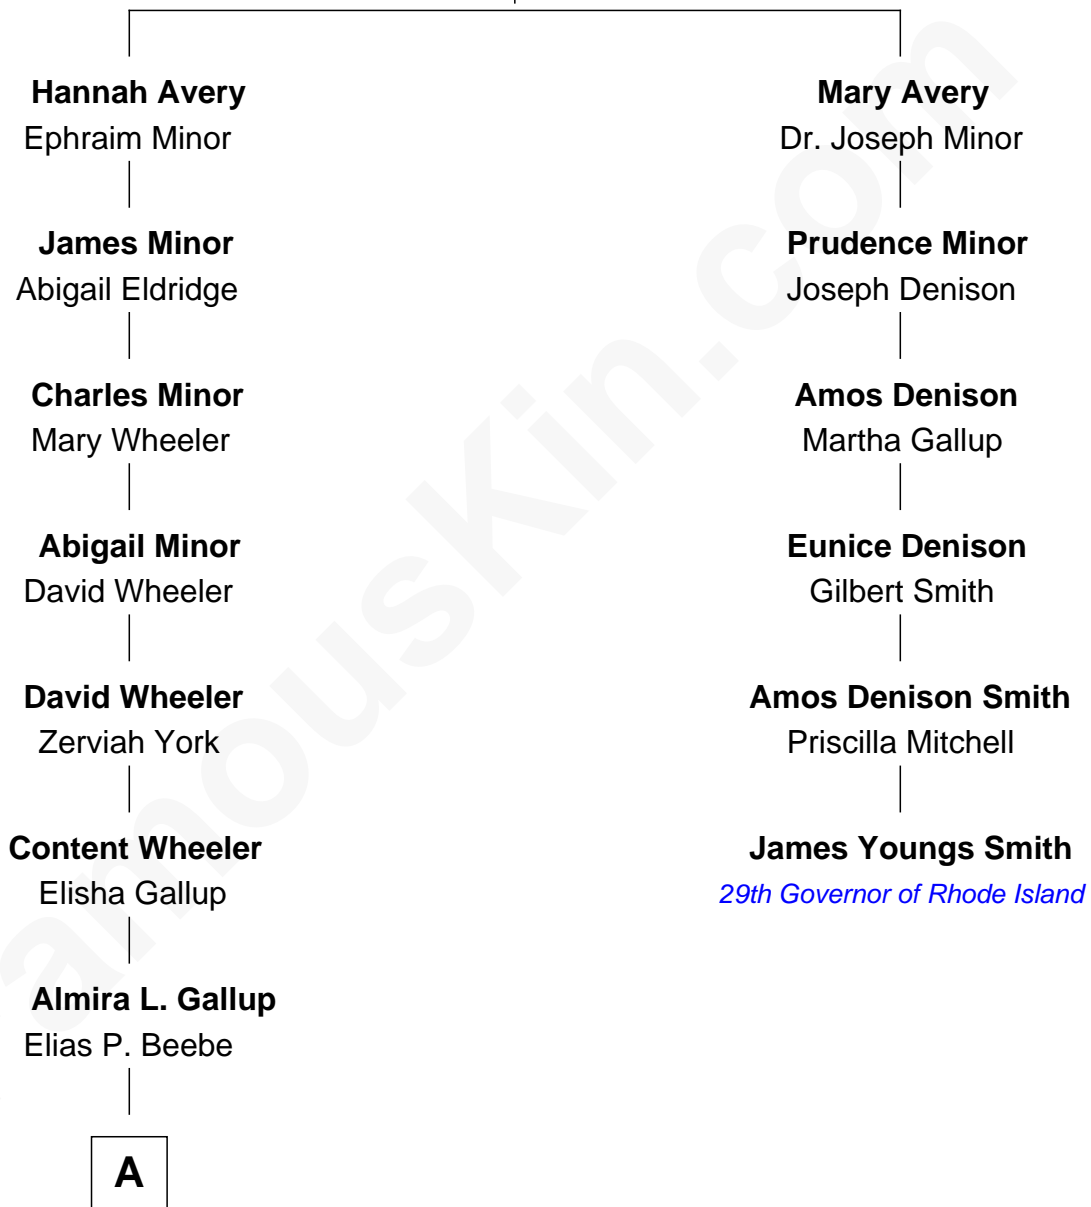 Hannah Avery
Ephraim Minor
Mary Avery
Dr. Joseph Minor
James Minor
Abigail Eldridge
Prudence Minor
Joseph Denison
Charles Minor
Mary Wheeler
Amos Denison
Martha Gallup
Abigail Minor
David Wheeler
Eunice Denison
Gilbert Smith
David Wheeler
Zerviah York
Amos Denison Smith
Priscilla Mitchell
Content Wheeler
Elisha Gallup
James Youngs Smith
29th Governor of Rhode Island
Almira L. Gallup
Elias P. Beebe
A
amouskin.com